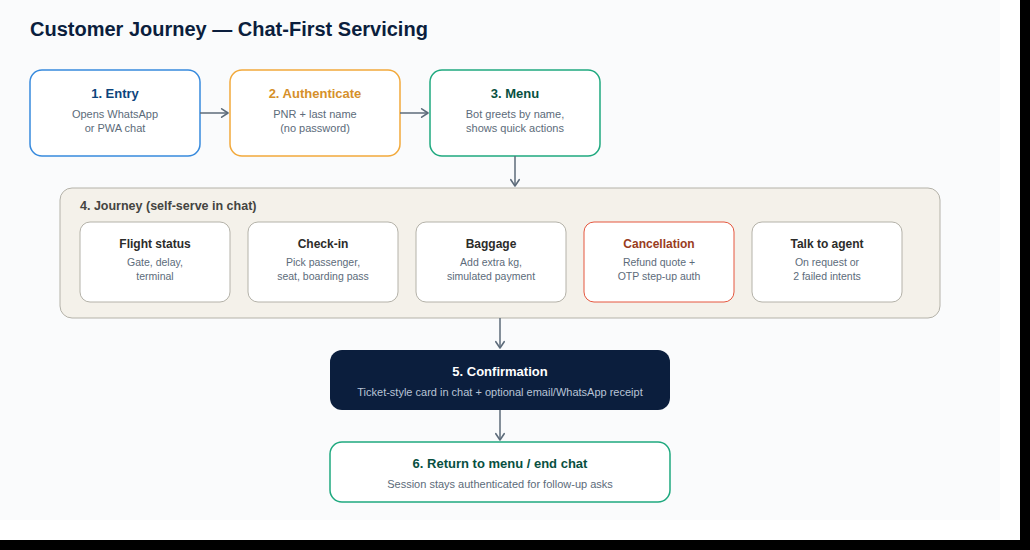 Customer Journey — Chat-First Servicing
1. Entry
Opens WhatsApp
or PWA chat
2. Authenticate
PNR + last name
(no password)
3. Menu
Bot greets by name,
shows quick actions
4. Journey (self-serve in chat)
Flight status
Gate, delay,
terminal
Check-in
Pick passenger,
seat, boarding pass
Baggage
Add extra kg,
simulated payment
Cancellation
Refund quote +
OTP step-up auth
Talk to agent
On request or
2 failed intents
5. Confirmation
Ticket-style card in chat + optional email/WhatsApp receipt
6. Return to menu / end chat
Session stays authenticated for follow-up asks